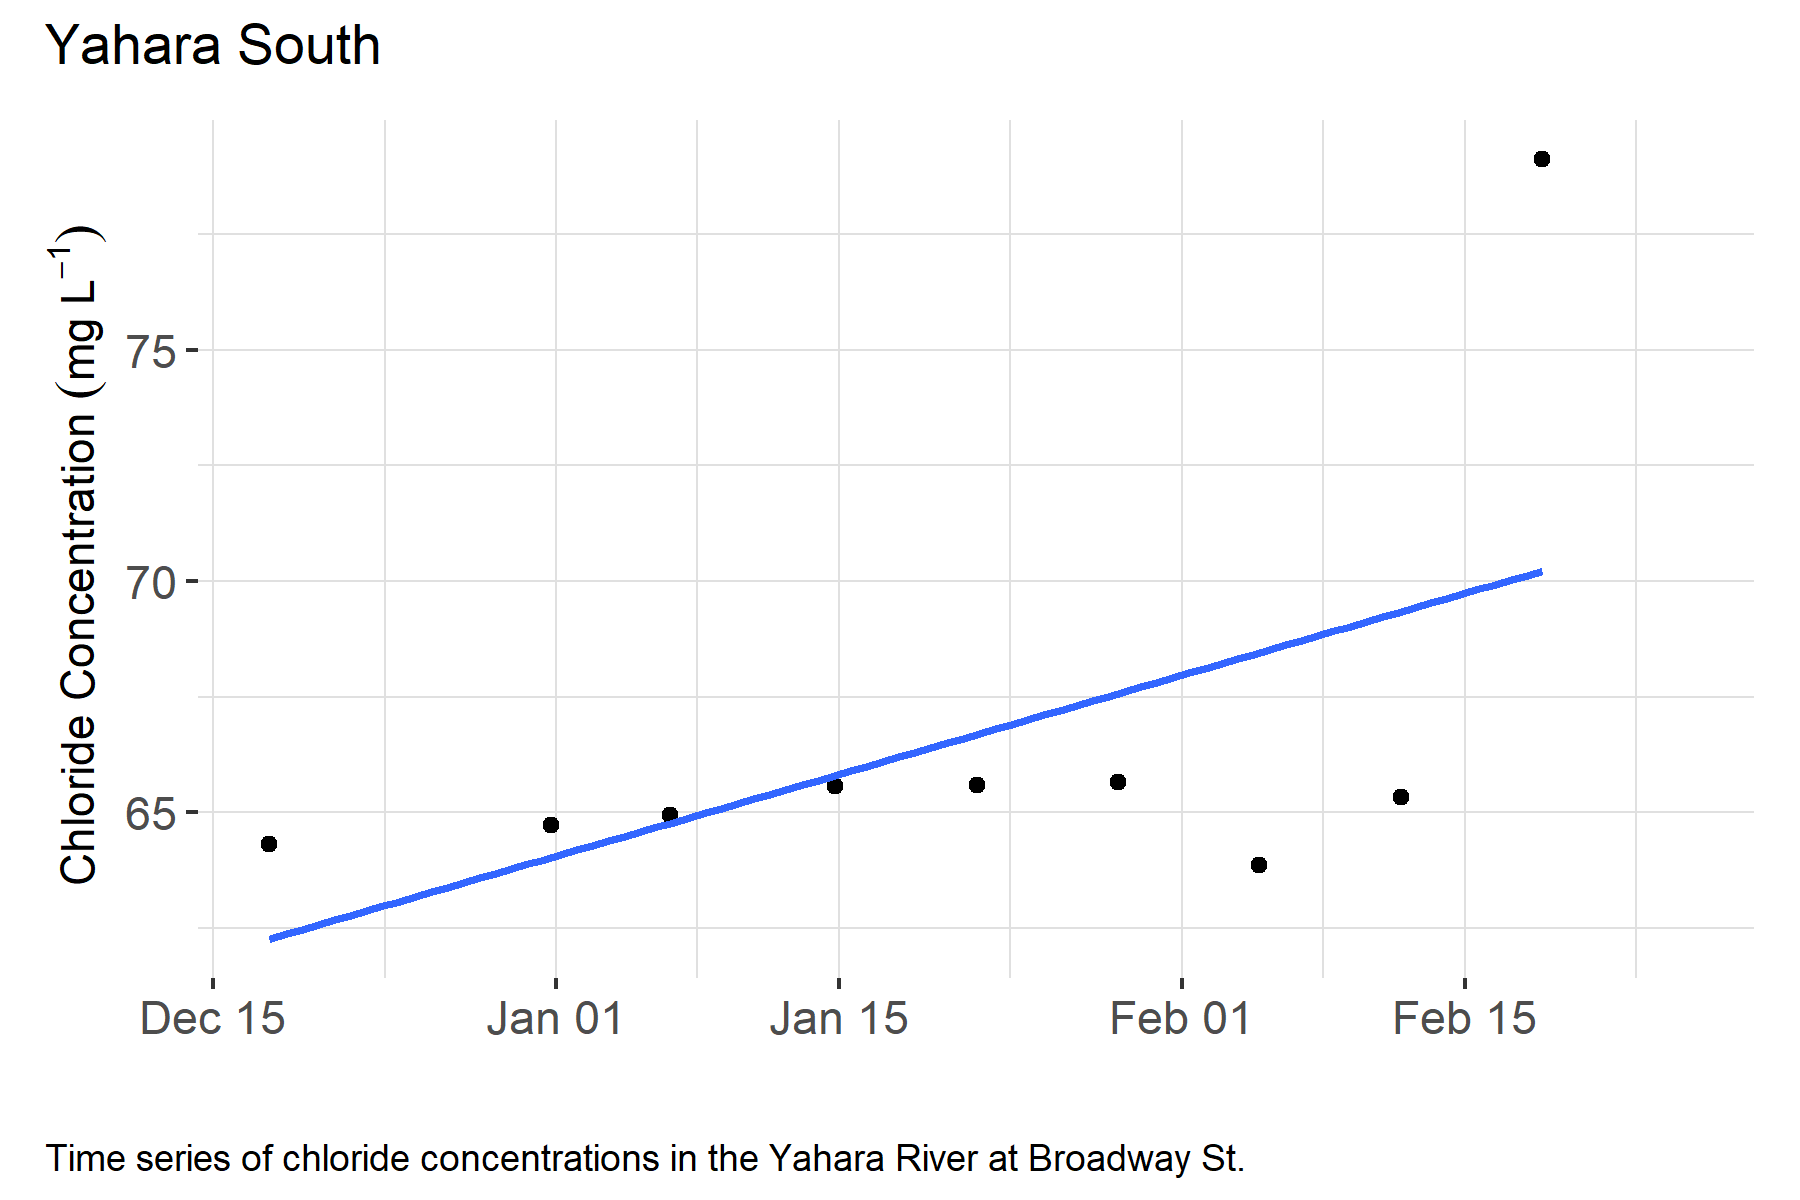 Yahara South
Chloride Concentration (mg L⁻¹)
75
70
65
Dec 15 Jan 01 Jan 15 Feb 01 Feb 15
Time series of chloride concentrations in the Yahara River at Broadway St.